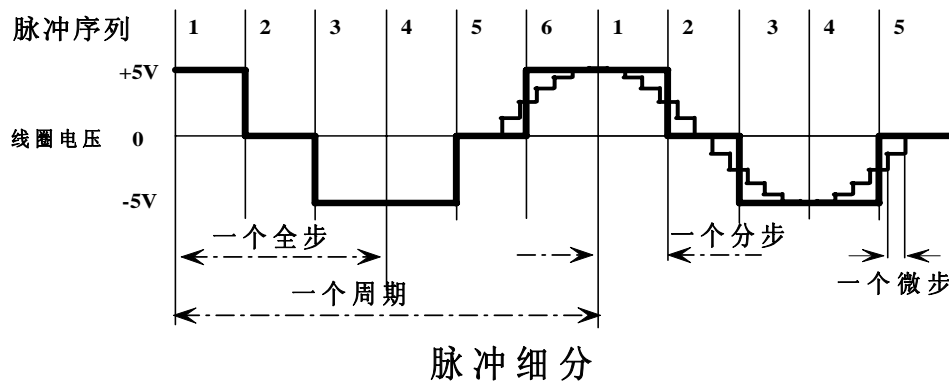 脉冲序列 1 2 3 4 5 6 1 2 3 4 5
+5V
线圈电压 0
-5V
一个全步 一个分步
一个周期 一个微步
脉冲细分